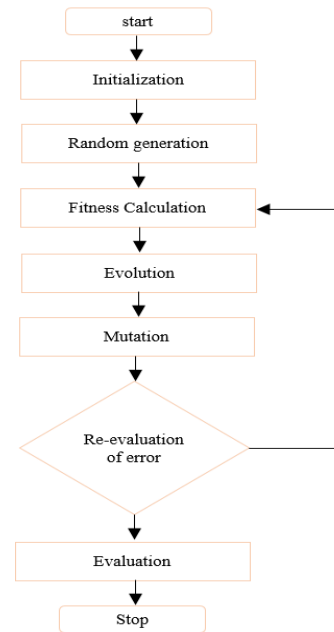 start
Initialization
Random generation
Fitness Calculation
Evolution
Mutation
Re-evaluation
of error
Evaluation
Stop